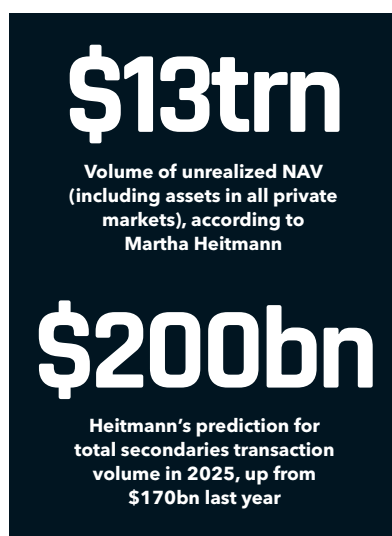 $13trn
Volume of unrealized NAV
(including assets in all private
markets), according to
Martha Heitmann
$200bn
Heitmann’s prediction for
total secondaries transaction
volume in 2025, up from
$170bn last year